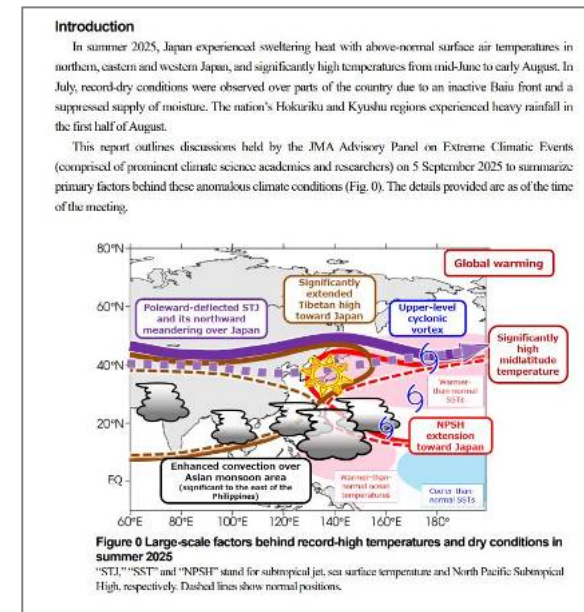 Introduction
In summer 2025, Japan experienced sweltering heat with above-normal surface air temperatures in
northern, eastern and western Japan, and significantly high temperatures from mid-June to early August. In
July, record-dry conditions were observed over parts of the country due to an inactive Baiu front and a
suppressed supply of moisture. The nation's Hokuriku and Kyushu regions experienced heavy rainfall in
the first half of August.
This report outlines discussions held by the JMA Advisory Panel on Extreme Climatic Events
(comprised of prominent climate science academics and researchers) on 5 September 2025 to summarize
primary factors behind these anomalous climate conditions (Fig. 0). The details provided are as of the time
of the meeting.
80°N
Global warming
Significantly
extended
Tibetan high
toward Japan
60°N
Poleward-deflected STJ
and its northward
meandering over Japan
Upper-level
cyclonic
vortex
Significantly
high
midlatitude
temperature
40°N
Warmer-
than-normal
SSTs
20°N
NPSH
extension
toward Japan
Enhanced convection over
Asian monsoon area
(significant to the east of the
Philippines)
Warmer-than-
normal ocean
temperatures
Cooler-than-
normal SSTs
EQ
60°E
80°E
100°E
120°E
140°E
160°E
180°
Figure 0 Large-scale factors behind record-high temperatures and dry conditions in
summer 2025
"STJ," "SST" and "NPSH" stand for subtropical jet, sea surface temperature and North Pacific Subtropical
High, respectively. Dashed lines show normal positions.